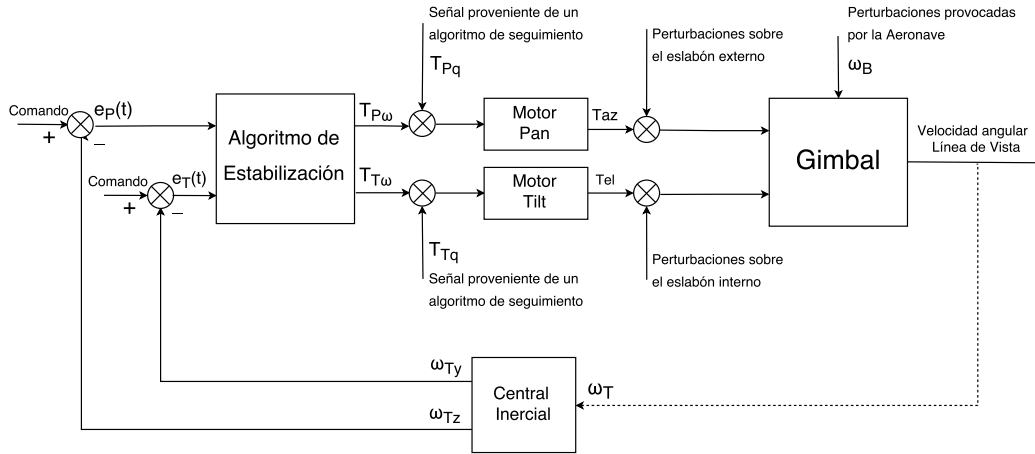 Señal proveniente de un
algoritmo de seguimiento
T_Pq
Perturbaciones sobre
el eslabón externo
Perturbaciones provocadas
por la Aeronave
ω_B
Comando
+
e_P(t)
−
Comando
+
e_T(t)
−
Algoritmo de
Estabilización
T_Pω
T_Tω
Motor
Pan
Taz
Motor
Tilt
Tel
Gimbal
Velocidad angular
Línea de Vista
T_Tq
Señal proveniente de un
algoritmo de seguimiento
Perturbaciones sobre
el eslabón interno
ω_Ty
ω_Tz
Central
Inercial
ω_T